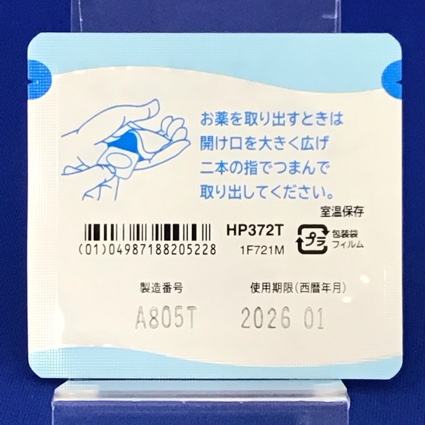 お薬を取り出すときは
開け口を大きく広げ
二本の指でつまんで
取り出してください。
室温保存
(01)04987188205228
HP372T
1F721M
プラ
包装袋
フィルム
製造番号
使用期限(西暦年月)
A805T
2026 01